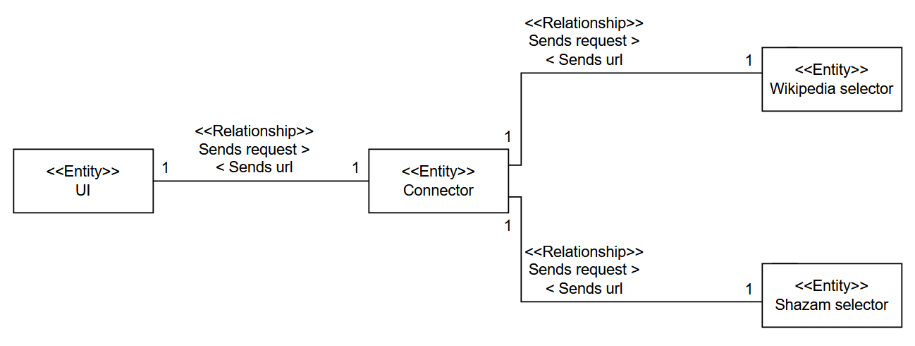 <<Relationship>>
Sends request >
< Sends url
1
<<Entity>>
Wikipedia selector
1
<<Relationship>>
Sends request >
< Sends url
<<Entity>>
UI
1
1
<<Entity>>
Connector
1
<<Relationship>>
Sends request >
< Sends url
1
<<Entity>>
Shazam selector